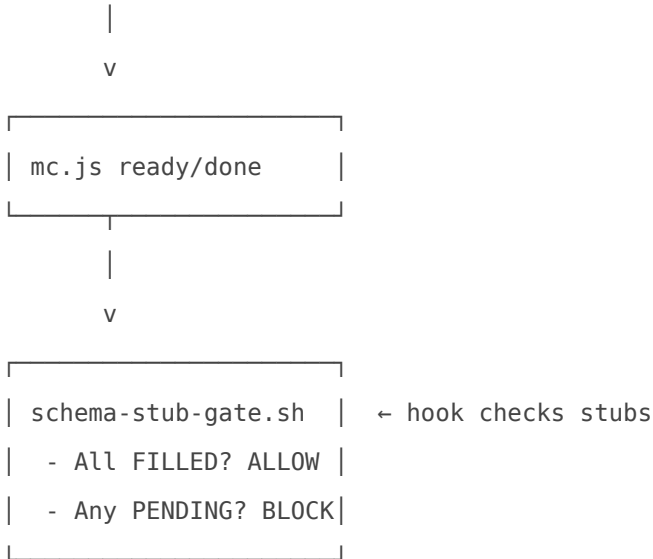 v
mc.js ready/done
v
schema-stub-gate.sh ← hook checks stubs
- All FILLED? ALLOW
- Any PENDING? BLOCK